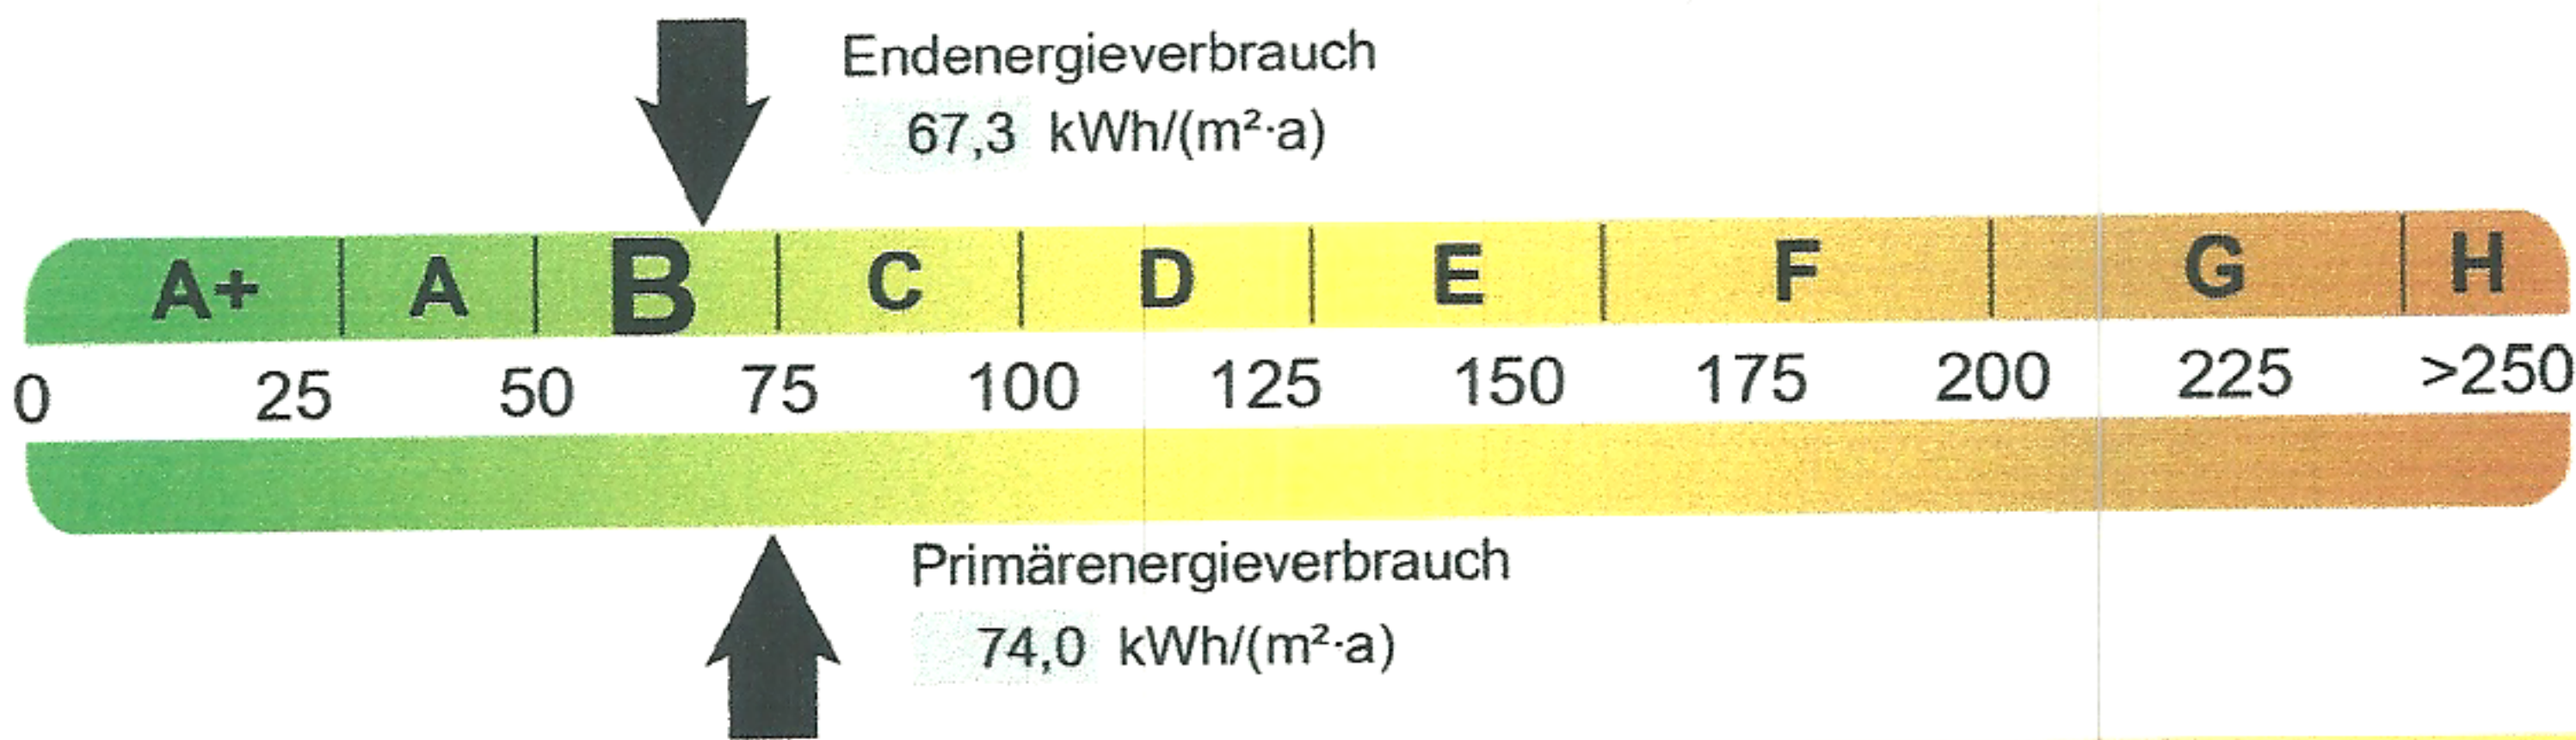 Endenergieverbrauch
67,3 kWh/(m²·a)
A+ A B C D E F G H
0 25 50 75 100 125 150 175 200 225 >250
Primärenergieverbrauch
74,0 kWh/(m²·a)